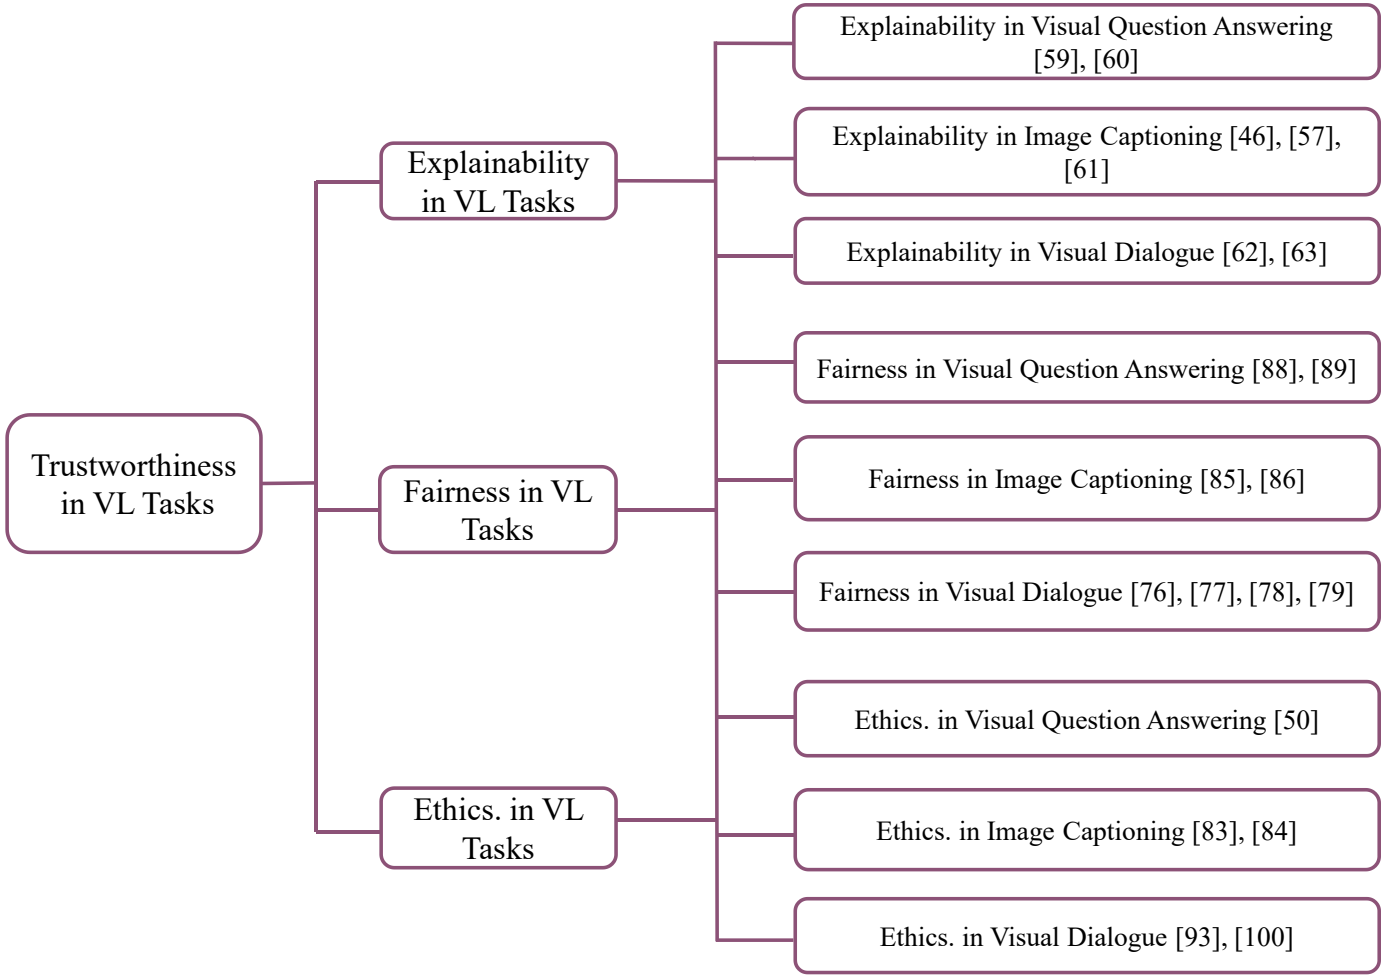 Trustworthiness
in VL Tasks
Explainability
in VL Tasks
Fairness in VL
Tasks
Ethics. in VL
Tasks
Explainability in Visual Question Answering
[59], [60]
Explainability in Image Captioning [46], [57],
[61]
Explainability in Visual Dialogue [62], [63]
Fairness in Visual Question Answering [88], [89]
Fairness in Image Captioning [85], [86]
Fairness in Visual Dialogue [76], [77], [78], [79]
Ethics. in Visual Question Answering [50]
Ethics. in Image Captioning [83], [84]
Ethics. in Visual Dialogue [93], [100]